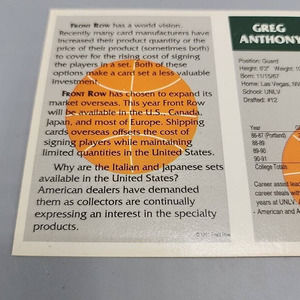 FRONT ROW has a world vision.
Recently many card manufacturers have
increased their product quantity or the
price of their product (sometimes both)
to cover for the rising cost of signing
the players in a set. Both of these
options make a card set a less valuable
investment.
FRONT ROW has chosen to expand its
market overseas. This year Front Row
will be available in the U.S., Canada,
Japan, and most of Europe. Shipping
cards overseas offsets the cost of
signing players while maintaining
limited quantities in the United States.
Why are the Italian and Japanese sets
available in the United States?
American dealers have demanded
them as collectors are continually
expressing an interest in the specialty
products.
GREG
ANTHONY
Position: Guard
Height: 6'2"
Born: 11/15/67
Home: Las Vegas, NV
School: UNLV
Drafted: #12
Year
86-87 (Portland)
88-89
89-90
90-91
College Totals
Career assist lead
steals
years at UNLV
- American and A